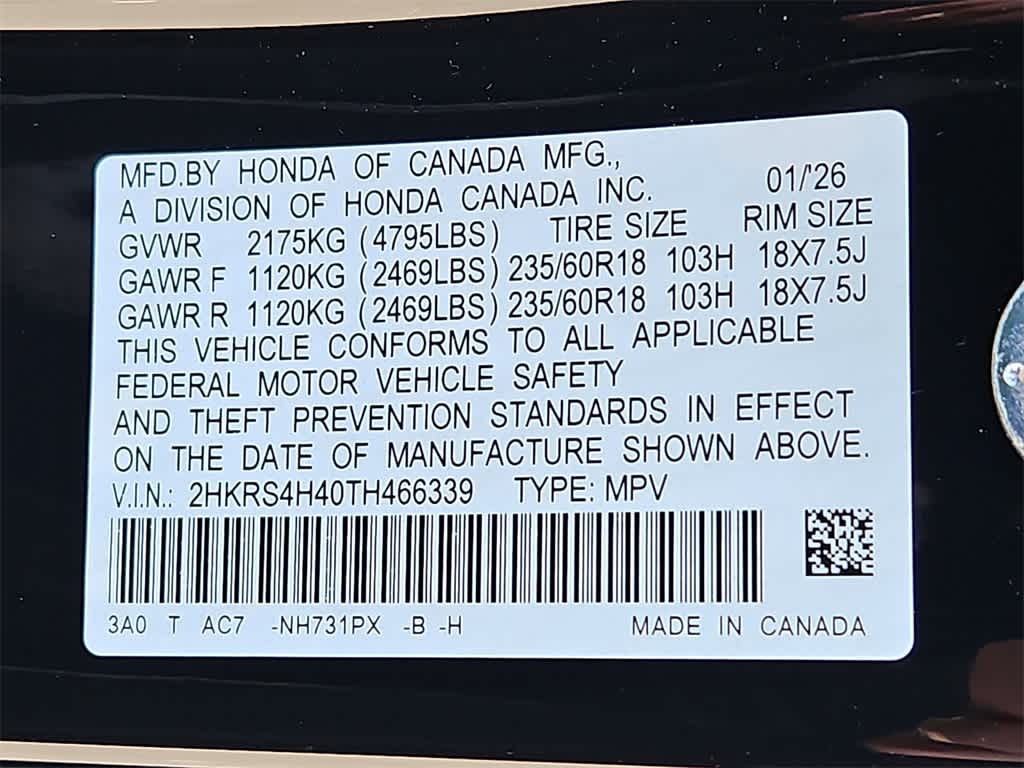 MFD.BY HONDA OF CANADA MFG.,
A DIVISION OF HONDA CANADA INC. 01/'26
GVWR 2175KG (4795LBS) TIRE SIZE RIM SIZE
GAWR F 1120KG (2469LBS) 235/60R18 103H 18X7.5J
GAWR R 1120KG (2469LBS) 235/60R18 103H 18X7.5J
THIS VEHICLE CONFORMS TO ALL APPLICABLE
FEDERAL MOTOR VEHICLE SAFETY
AND THEFT PREVENTION STANDARDS IN EFFECT
ON THE DATE OF MANUFACTURE SHOWN ABOVE.
V.I.N.: 2HKRS4H40TH466339 TYPE: MPV
3A0 T AC7 -NH731PX -B -H MADE IN CANADA